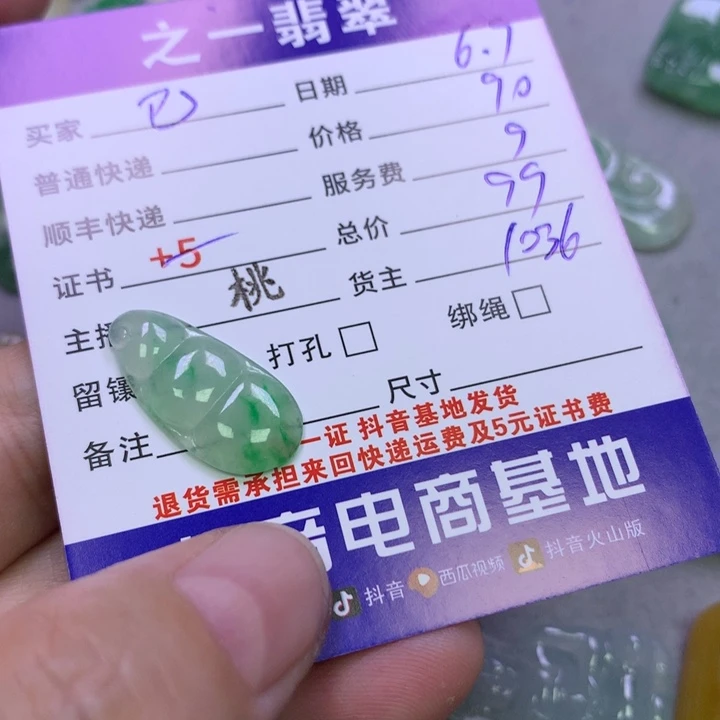 之一翡翠
买家 日期 6.7
普通快递 价格 90
顺丰快递 服务费 9
证书 +5 总价 99
主播 桃 货主 1036
留镶 打孔 绑绳
备注 尺寸
一证 抖音基地发货
退货需承担来回快递运费及5元证书费
电商基地
抖音 西瓜视频 抖音火山版